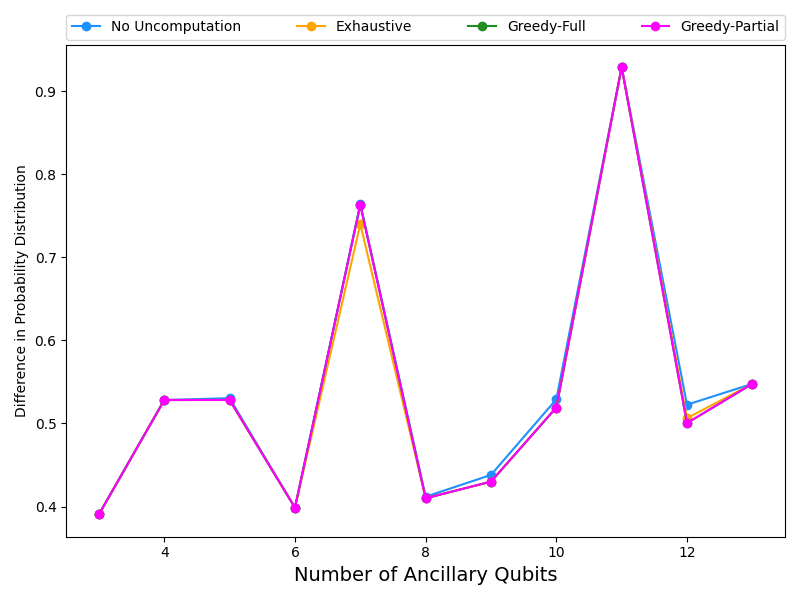 No Uncomputation Exhaustive Greedy-Full Greedy-Partial
0.9
0.8
0.7
0.6
0.5
0.4
Difference in Probability Distribution
4 6 8 10 12
Number of Ancillary Qubits